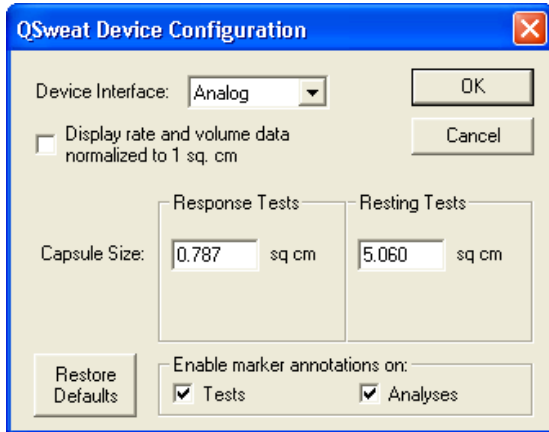 QSweat Device Configuration
Device Interface: Analog
OK
Display rate and volume data
normalized to 1 sq. cm
Cancel
Response Tests
Resting Tests
Capsule Size: 0.787 sq cm 5.060 sq cm
Restore
Defaults
Enable marker annotations on:
Tests
Analyses